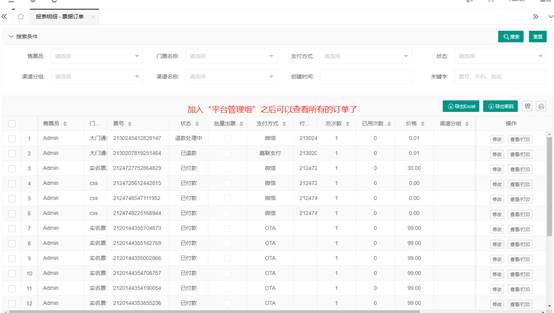 报表明细 - 票据订单
搜索条件
搜索 重置
售票员: 请选择 门票名称: 请选择 支付方式: 请选择 状态: 请选择
渠道分组: 请选择 渠道名称: 请选择 创建时间: 关键字: 票号、手机、姓名
加入“平台管理组”之后可以查看所有的订单了
导出Excel 导出密码
售票员 门... 票号 状态 批量出票 支付方式 付... 总次数 已用次数 价格 渠道分组 操作
1 Admin 大门通 2130245412828147 退款处理中 微信 213024 1 0 0.01 修改 查看/打印
2 Admin 大门通 2130207819251464 已退款 嘉联支付 213020 1 0 0.01 修改 查看/打印
3 Admin 实名票 2124727752864829 已付款 微信 212472 1 0 33.00 修改 查看/打印
4 Admin css 2124725612442815 已付款 微信 212472 1 0 0.00 修改 查看/打印
5 Admin css 2124746547111952 已付款 微信 212474 1 0 0.00 修改 查看/打印
6 Admin css 2124748225168944 已付款 微信 212474 1 0 0.00 修改 查看/打印
7 Admin 实名票 2120144355704873 已付款 OTA 1 0 99.00 修改 查看/打印
8 Admin 实名票 2120144355162769 已付款 OTA 1 0 99.00 修改 查看/打印
9 Admin 实名票 2120144355002866 已付款 OTA 1 0 99.00 修改 查看/打印
10 Admin 实名票 2120144354708757 已付款 OTA 1 0 99.00 修改 查看/打印
11 Admin 实名票 2120144354190054 已付款 OTA 1 0 99.00 修改 查看/打印
12 Admin 实名票 2120144353855236 已付款 OTA 1 0 99.00 修改 查看/打印